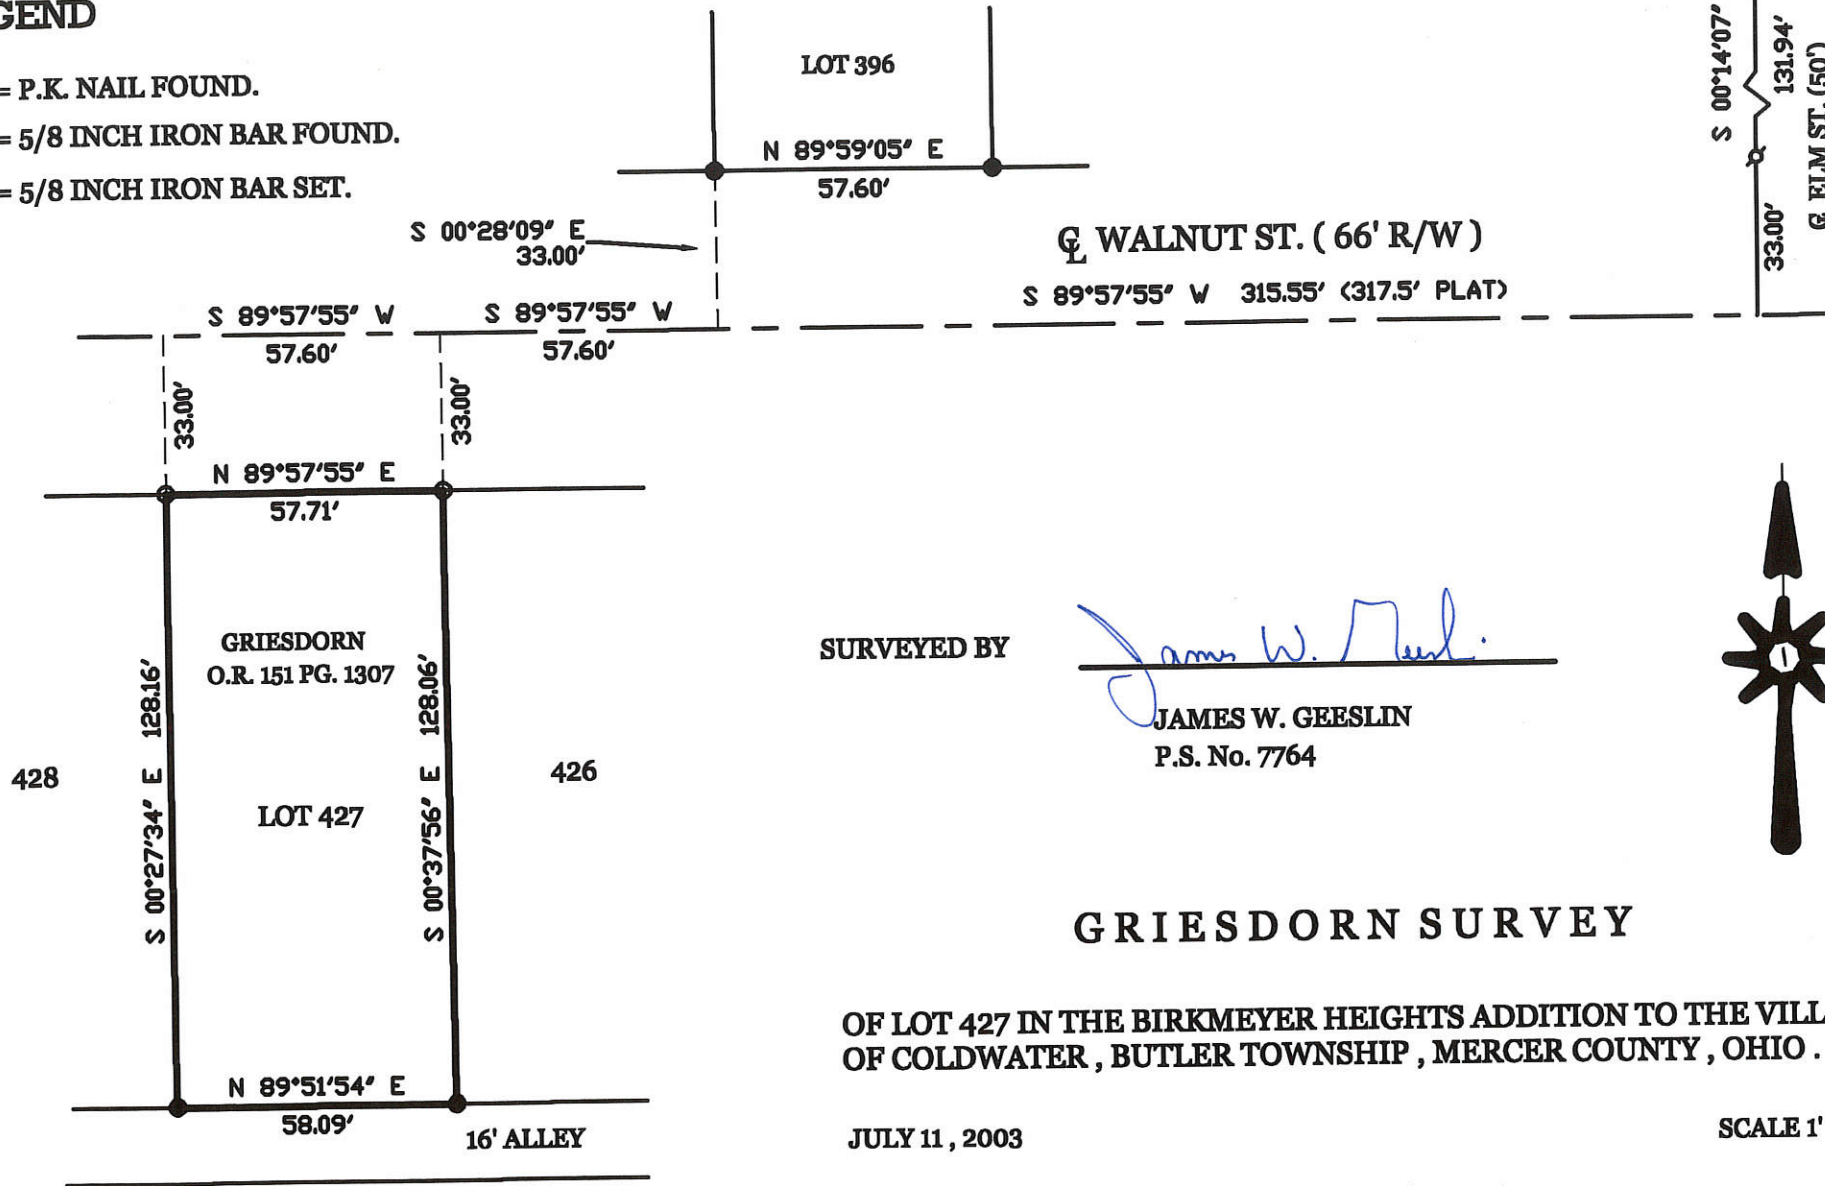 GEND
= P.K. NAIL FOUND.
= 5/8 INCH IRON BAR FOUND.
= 5/8 INCH IRON BAR SET.
LOT 396
N 89°59'05" E
57.60'
S 00°28'09" E
33.00'
S 00°14'07"
131.94'
33.00'
℄ ELM ST. (50')
℄ WALNUT ST. ( 66' R/W )
S 89°57'55" W 315.55' (317.5' PLAT)
S 89°57'55" W
57.60'
S 89°57'55" W
57.60'
33.00'
33.00'
N 89°57'55" E
57.71'
GRIESDORN
O.R. 151 PG. 1307
S 00°27'34" E 128.16'
S 00°37'56" E 128.06'
428
LOT 427
426
N 89°51'54" E
58.09'
16' ALLEY
SURVEYED BY
James W. Geeslin
JAMES W. GEESLIN
P.S. No. 7764
GRIESDORN SURVEY
OF LOT 427 IN THE BIRKMEYER HEIGHTS ADDITION TO THE VILL
OF COLDWATER , BUTLER TOWNSHIP , MERCER COUNTY , OHIO .
JULY 11 , 2003
SCALE 1'